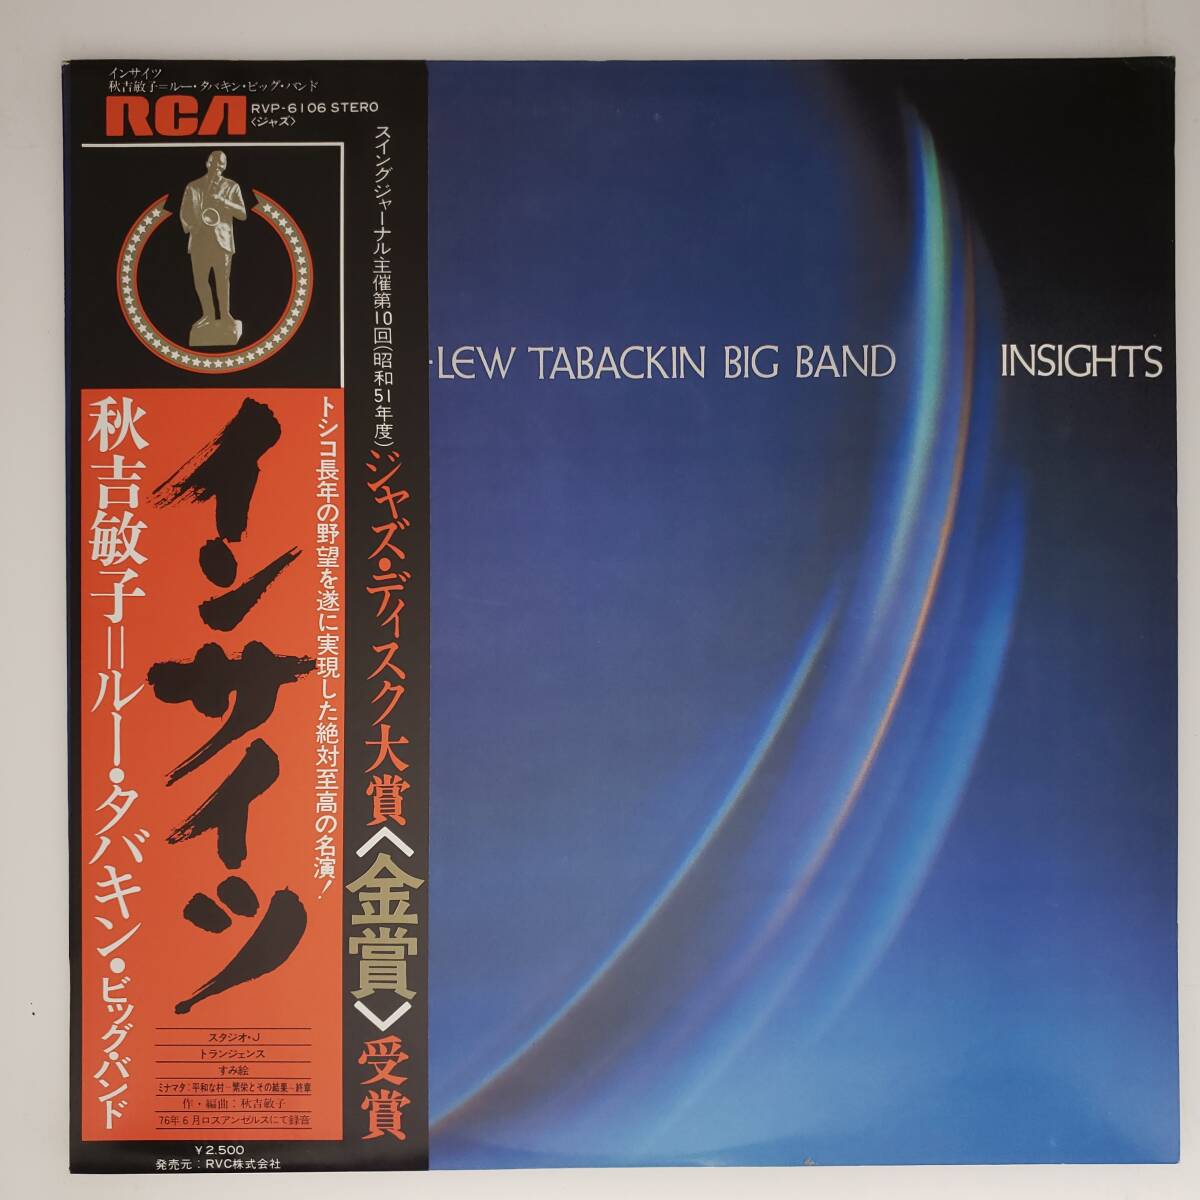 インサイツ
秋吉敏子=ルー・タバキン・ビッグ・バンド
RCA
RVP-6106 STERO
〈ジャズ〉
スイングジャーナル主催第10回(昭和51年度)ジャズ・ディスク大賞〈金賞〉受賞
トシコ長年の野望を遂に実現した絶対至高の名演!
インサイツ
秋吉敏子=ルー・タバキン・ビッグ・バンド
スタジオ・J
トランジェンス
すみ絵
ミナマタ:平和な村-繁栄とその結果-終章
作・編曲:秋吉敏子
76年6月ロスアンゼルスにて録音
¥2.500
発売元:RVC株式会社
-LEW TABACKIN BIG BAND
INSIGHTS